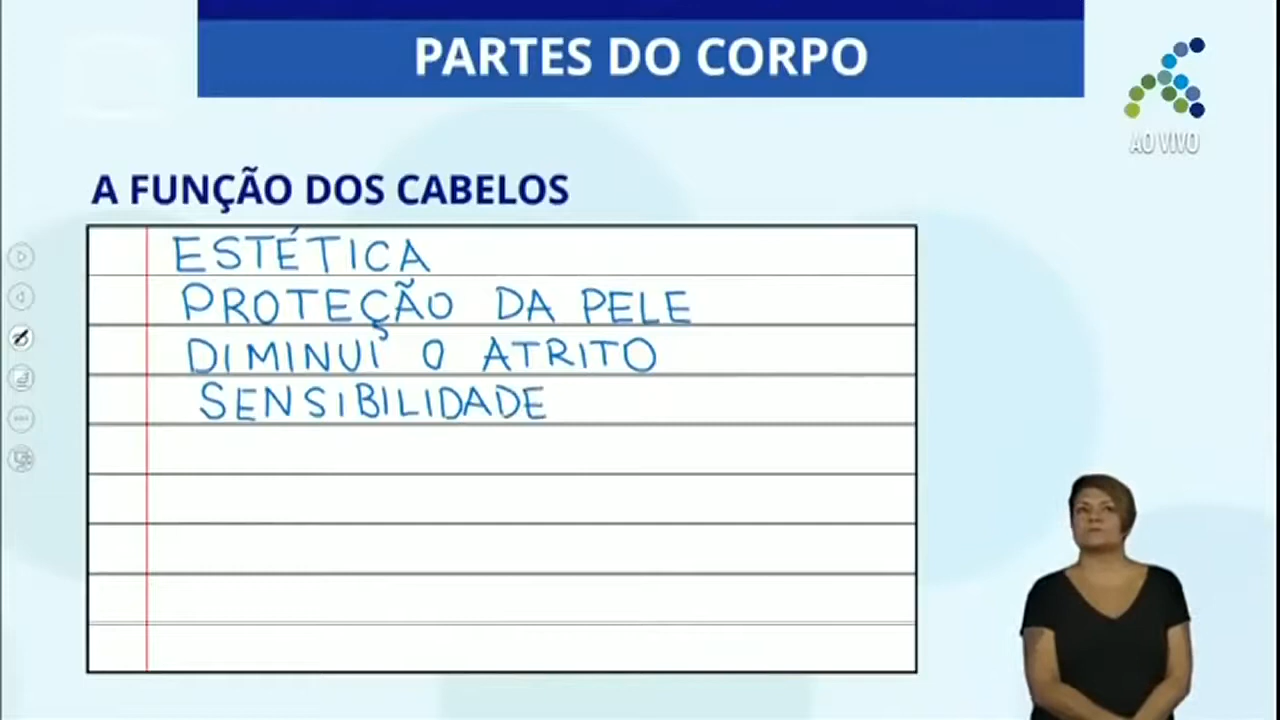 PARTES DO CORPO
AO VIVO
A FUNÇÃO DOS CABELOS
ESTÉTICA
PROTEÇÃO DA PELE
DIMINUI O ATRITO
SENSIBILIDADE